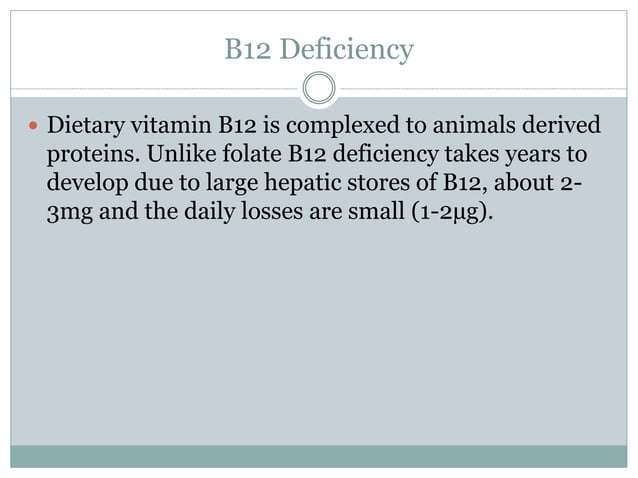 B12 Deficiency
Dietary vitamin B12 is complexed to animals derived
proteins. Unlike folate B12 deficiency takes years to
develop due to large hepatic stores of B12, about 2-
3mg and the daily losses are small (1-2µg).